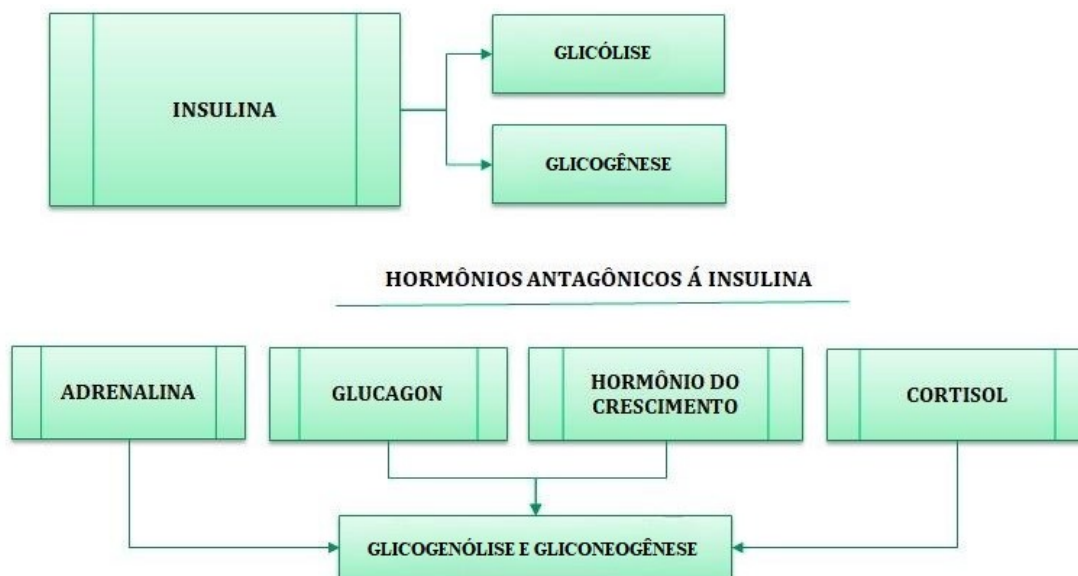 INSULINA
GLICÓLISE
GLICOGÊNESE
HORMÔNIOS ANTAGÔNICOS Á INSULINA
ADRENALINA
GLUCAGON
HORMÔNIO DO
CRESCIMENTO
CORTISOL
GLICOGENÓLISE E GLICONEOGÊNESE